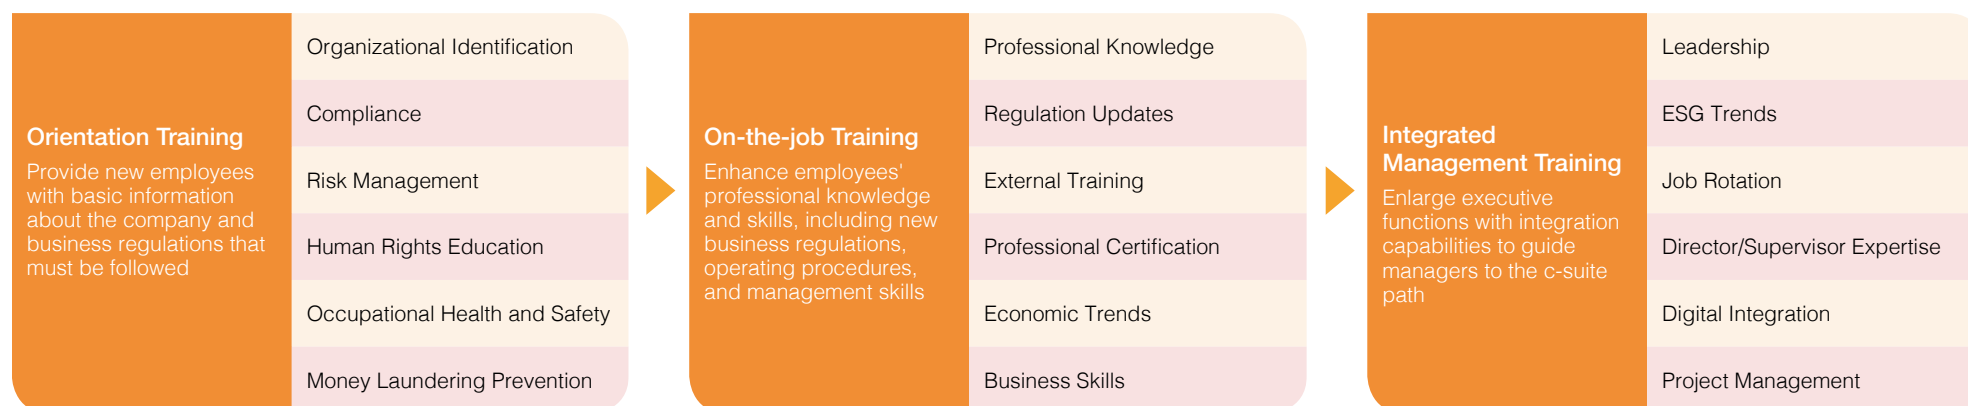 Orientation Training
Provide new employees
with basic information
about the company and
business regulations that
must be followed
Organizational Identification
Compliance
Risk Management
Human Rights Education
Occupational Health and Safety
Money Laundering Prevention
On-the-job Training
Enhance employees'
professional knowledge
and skills, including new
business regulations,
operating procedures,
and management skills
Professional Knowledge
Regulation Updates
External Training
Professional Certification
Economic Trends
Business Skills
Integrated
Management Training
Enlarge executive
functions with integration
capabilities to guide
managers to the c-suite
path
Leadership
ESG Trends
Job Rotation
Director/Supervisor Expertise
Digital Integration
Project Management